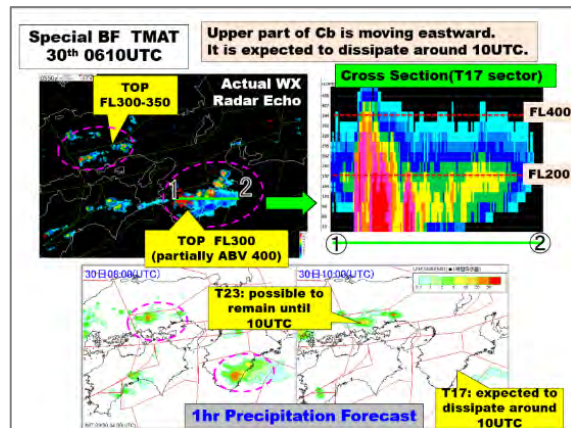 Special BF TMAT
30th 0610UTC
Upper part of Cb is moving eastward.
It is expected to dissipate around 10UTC.
TOP
FL300-350
Actual WX
Radar Echo
Cross Section(T17 sector)
FL400
FL200
1
2
TOP FL300
(partially ABV 400)
①
②
30日08:00(UTC)
30日10:00(UTC)
T23: possible to
remain until
10UTC
T17: expected to
dissipate around
10UTC
1hr Precipitation Forecast